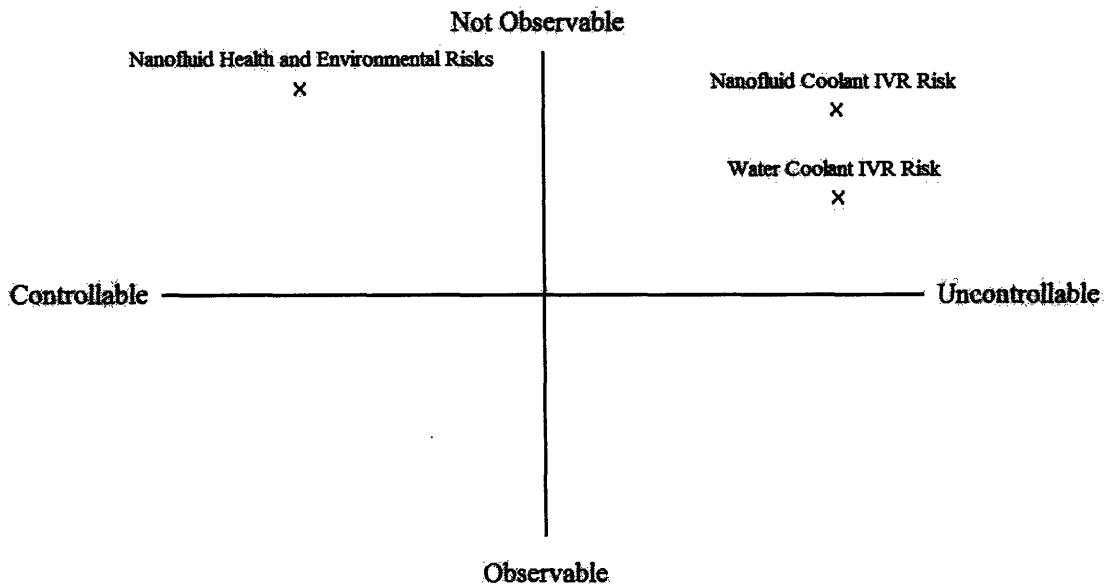 Not Observable
Nanofluid Health and Environmental Risks
x
Nanofluid Coolant IVR Risk
x
Water Coolant IVR Risk
x
Controllable
Uncontrollable
Observable